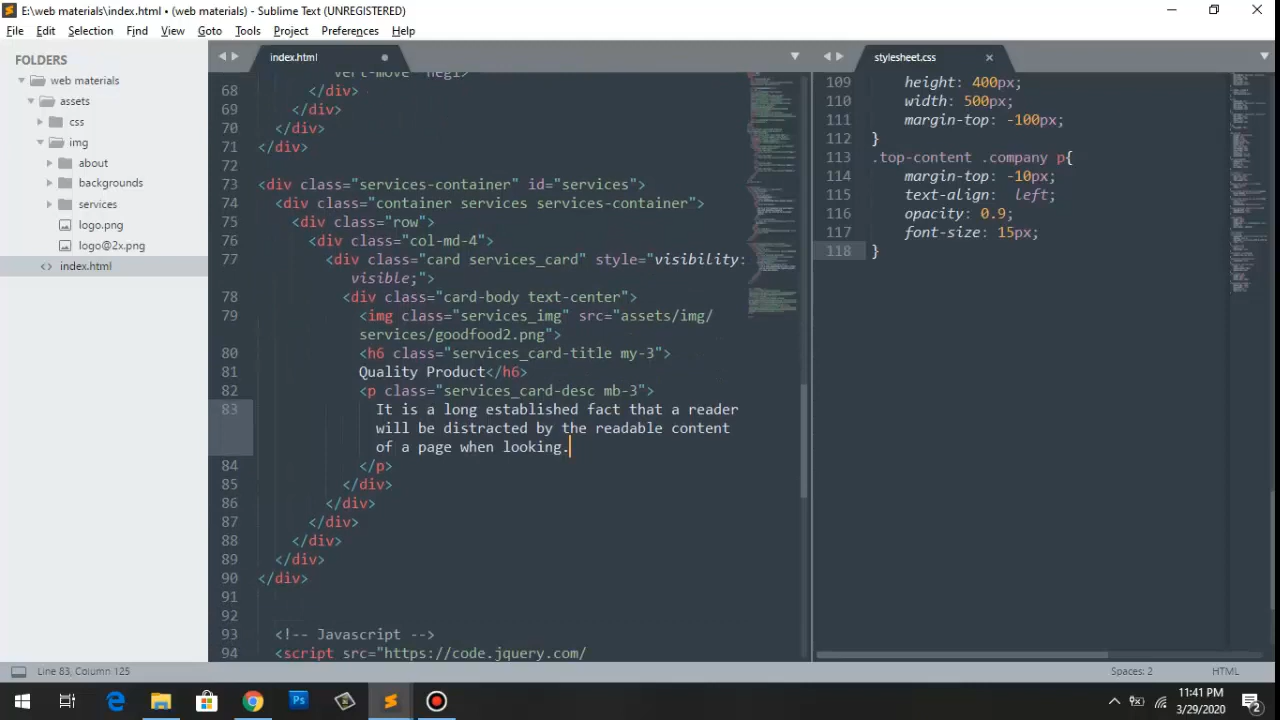 E:\web materials\index.html • (web materials) - Sublime Text (UNREGISTERED)
File Edit Selection Find View Goto Tools Project Preferences Help
FOLDERS
web materials
assets
css
img
about
backgrounds
services
logo.png
logo@2x.png
<> index.html
index.html
68 </div>
69 </div>
70 </div>
71 </div>
72
73 <div class="services-container" id="services">
74 <div class="container services services-container">
75 <div class="row">
76 <div class="col-md-4">
77 <div class="card services_card" style="visibility:
visible;">
78 <div class="card-body text-center">
79 <img class="services_img" src="assets/img/
services/goodfood2.png">
80 <h6 class="services_card-title my-3">
81 Quality Product</h6>
82 <p class="services_card-desc mb-3">
83 It is a long established fact that a reader
will be distracted by the readable content
of a page when looking.
84 </p>
85 </div>
86 </div>
87 </div>
88 </div>
89 </div>
90 </div>
91
92
93 <!-- Javascript -->
94 <script src="https://code.jquery.com/
stylesheet.css
109 height: 400px;
110 width: 500px;
111 margin-top: -100px;
112 }
113 .top-content .company p{
114 margin-top: -10px;
115 text-align: left;
116 opacity: 0.9;
117 font-size: 15px;
118 }
Line 83, Column 125
Spaces: 2
HTML
11:41 PM
3/29/2020
2